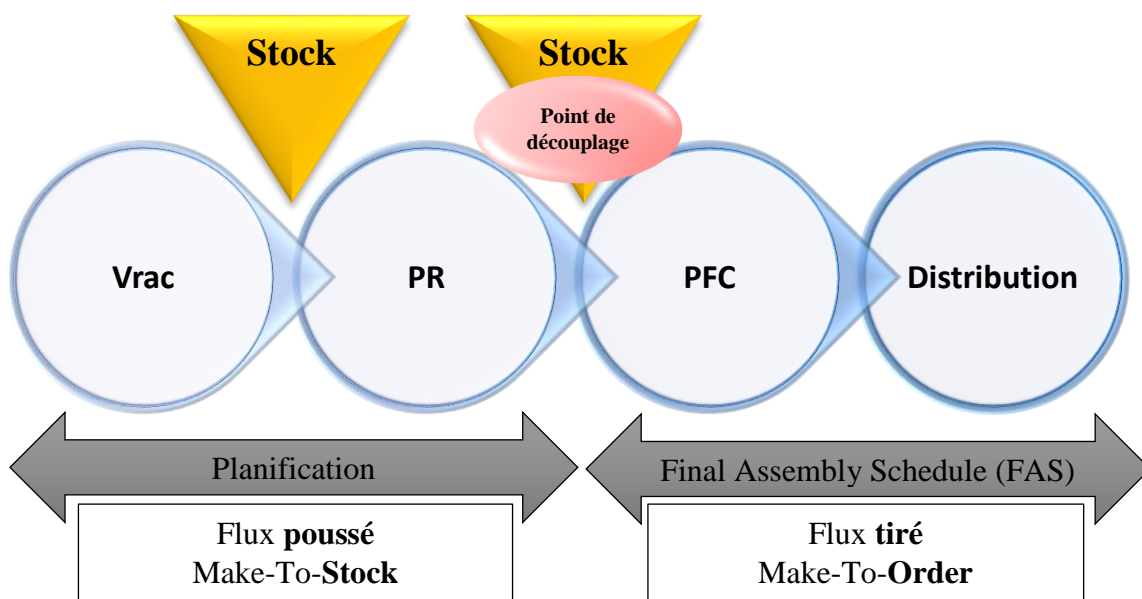 Stock
Stock
Point de
découplage
Vrac
PR
PFC
Distribution
Planification
Final Assembly Schedule (FAS)
Flux poussé
Make-To-Stock
Flux tiré
Make-To-Order